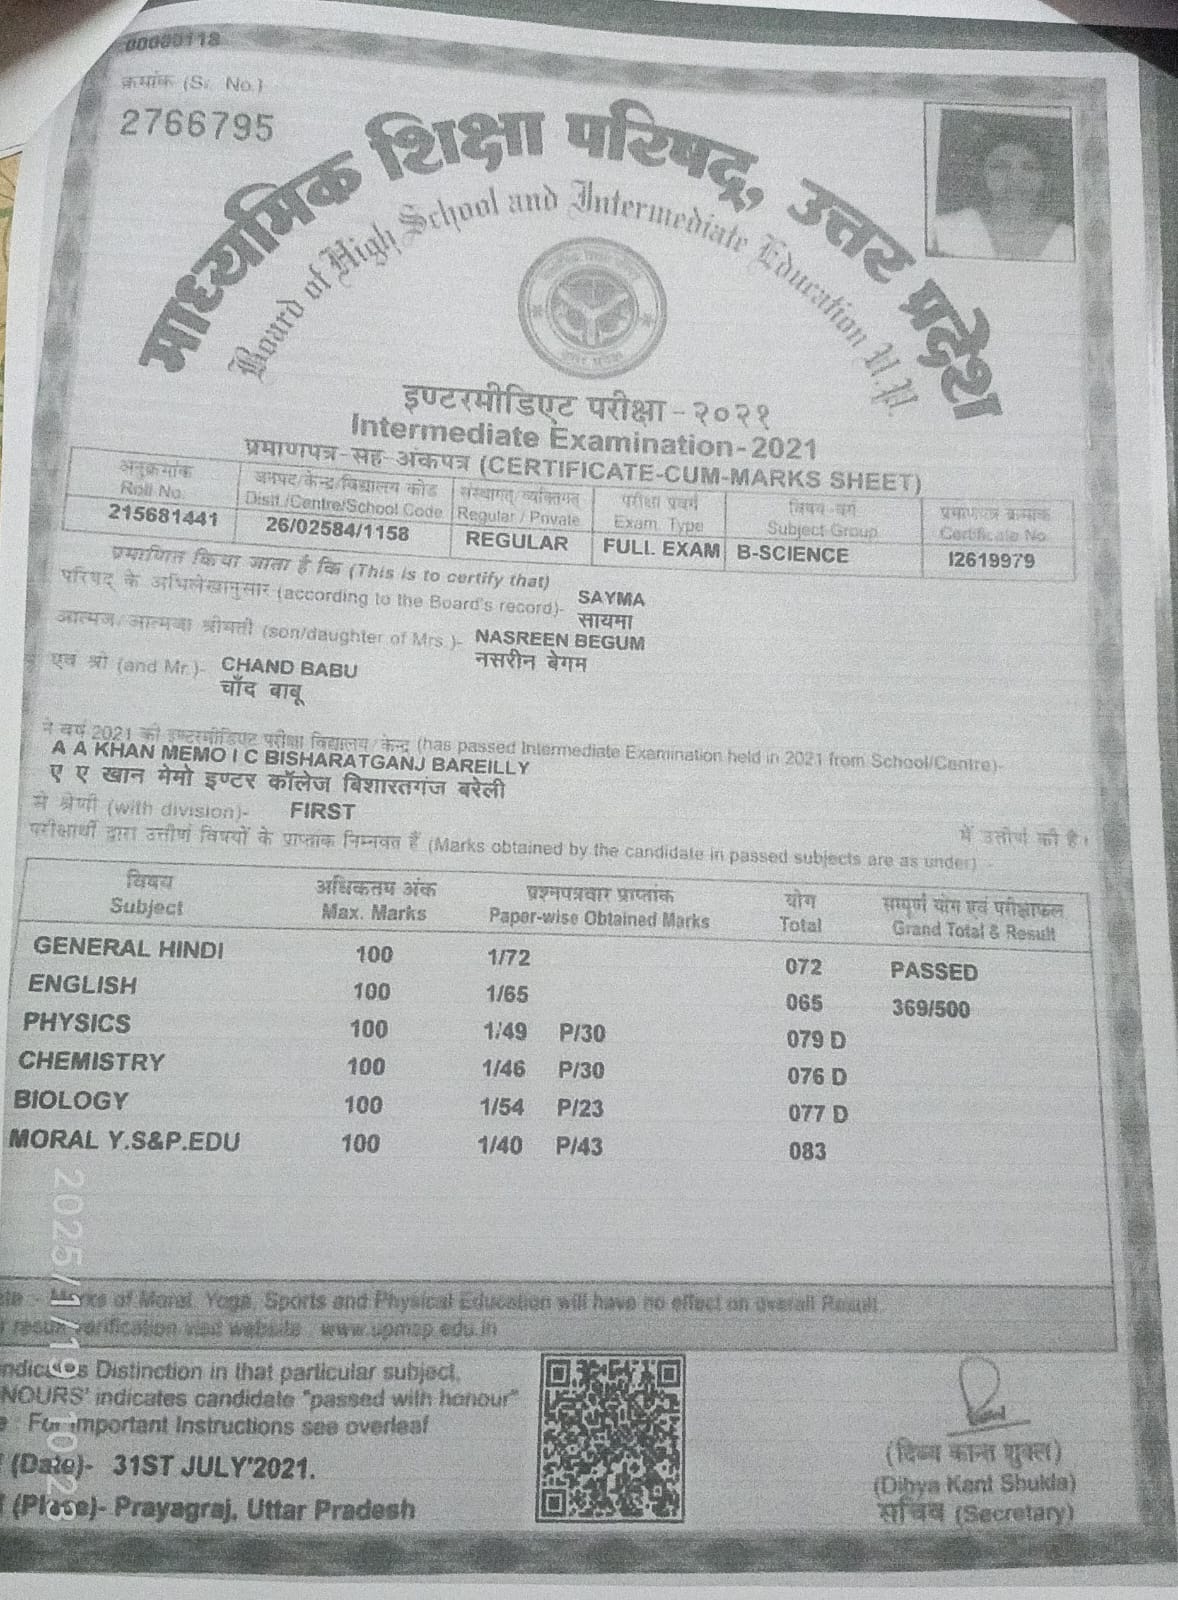 00000118
क्रमांक (Sr. No.)
2766795
माध्यमिक शिक्षा परिषद्, उत्तर प्रदेश
Board of High School and Intermediate Education U.P.
इण्टरमीडिएट परीक्षा-२०२१
Intermediate Examination-2021
प्रमाणपत्र-सह-अंकपत्र (CERTIFICATE-CUM-MARKS SHEET)
अनुक्रमांक जनपद/केन्द्र/विद्यालय कोड संस्थागत/व्यक्तिगत परीक्षा प्रवर्ग विषय-वर्ग प्रमाणपत्र क्रमांक
Roll No. Distt./Centre/School Code Regular / Private Exam. Type Subject Group Certificate No.
215681441 26/02584/1158 REGULAR FULL EXAM B-SCIENCE I2619979
प्रमाणित किया जाता है कि (This is to certify that)
परिषद् के अभिलेखानुसार (according to the Board's record)- SAYMA
सायमा
आत्मज/आत्मजा श्रीमती (son/daughter of Mrs.)- NASREEN BEGUM
नसरीन बेगम
एवं श्री (and Mr.)- CHAND BABU
चाँद बाबू
ने वर्ष 2021 की इण्टरमीडिएट परीक्षा विद्यालय/केन्द्र (has passed Intermediate Examination held in 2021 from School/Centre)-
A A KHAN MEMO I C BISHARATGANJ BAREILLY
ए ए खान मेमो इण्टर कॉलेज बिशारतगंज बरेली
मे श्रेणी (with division)- FIRST में उत्तीर्ण की है।
परीक्षार्थी द्वारा उत्तीर्ण विषयों के प्राप्तांक निम्नवत हैं (Marks obtained by the candidate in passed subjects are as under) -
विषय अधिकतम अंक प्रश्नपत्रवार प्राप्तांक योग सम्पूर्ण योग एवं परीक्षाफल
Subject Max. Marks Paper-wise Obtained Marks Total Grand Total & Result
GENERAL HINDI 100 1/72 072 PASSED
ENGLISH 100 1/65 065 369/500
PHYSICS 100 1/49 P/30 079 D
CHEMISTRY 100 1/46 P/30 076 D
BIOLOGY 100 1/54 P/23 077 D
MORAL Y.S&P.EDU 100 1/40 P/43 083
Marks of Moral, Yoga, Sports and Physical Education will have no effect on overall Result.
result verification visit website : www.upmsp.edu.in
indicates Distinction in that particular subject.
NOURS' indicates candidate "passed with honour"
For important Instructions see overleaf
(Date)- 31ST JULY'2021.
(Place)- Prayagraj, Uttar Pradesh
(दिव्य कान्त शुक्ल)
(Dibya Kant Shukla)
सचिव (Secretary)
2025/1/19 10:23